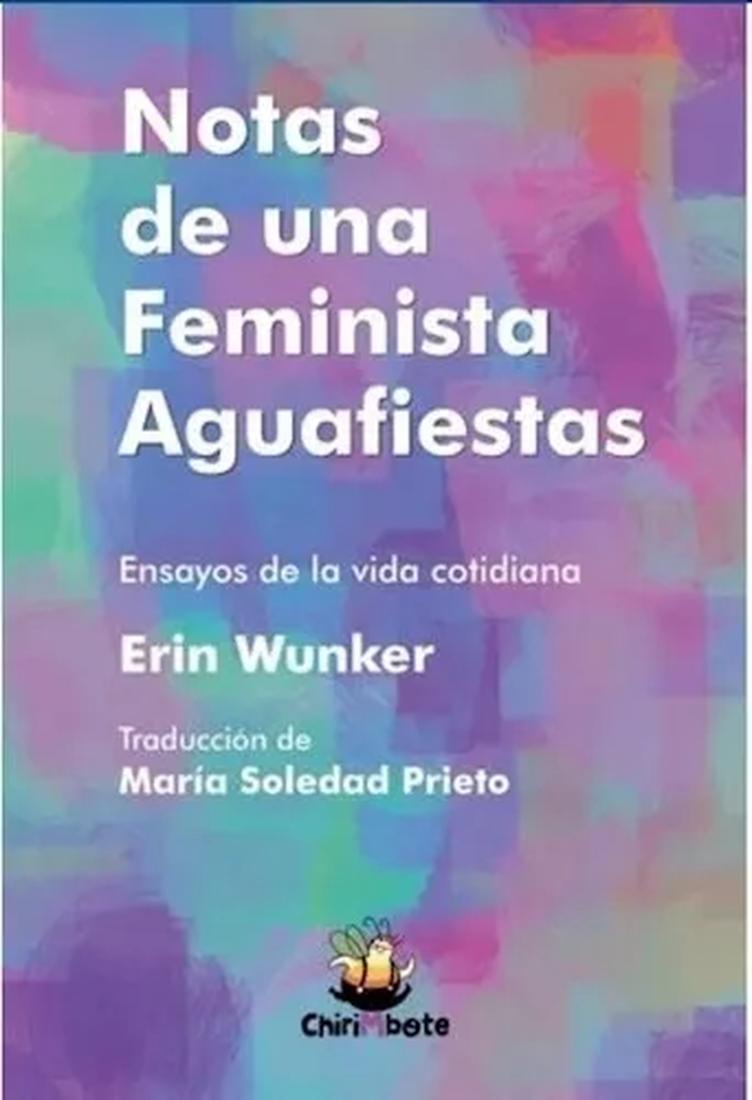 Notas
de una
Feminista
Aguafiestas
Ensayos de la vida cotidiana
Erin Wunker
Traducción de
María Soledad Prieto
ChiriMbote